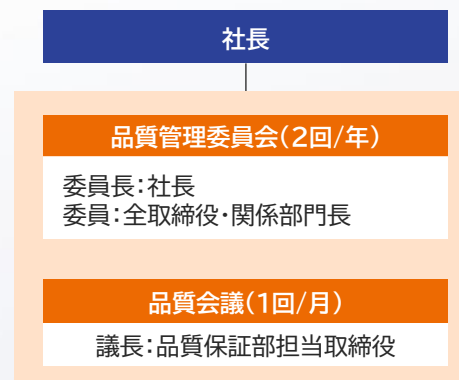 社長
品質管理委員会（2回/年）
委員長：社長
委員：全取締役・関係部門長
品質会議（1回/月）
議長：品質保証部担当取締役